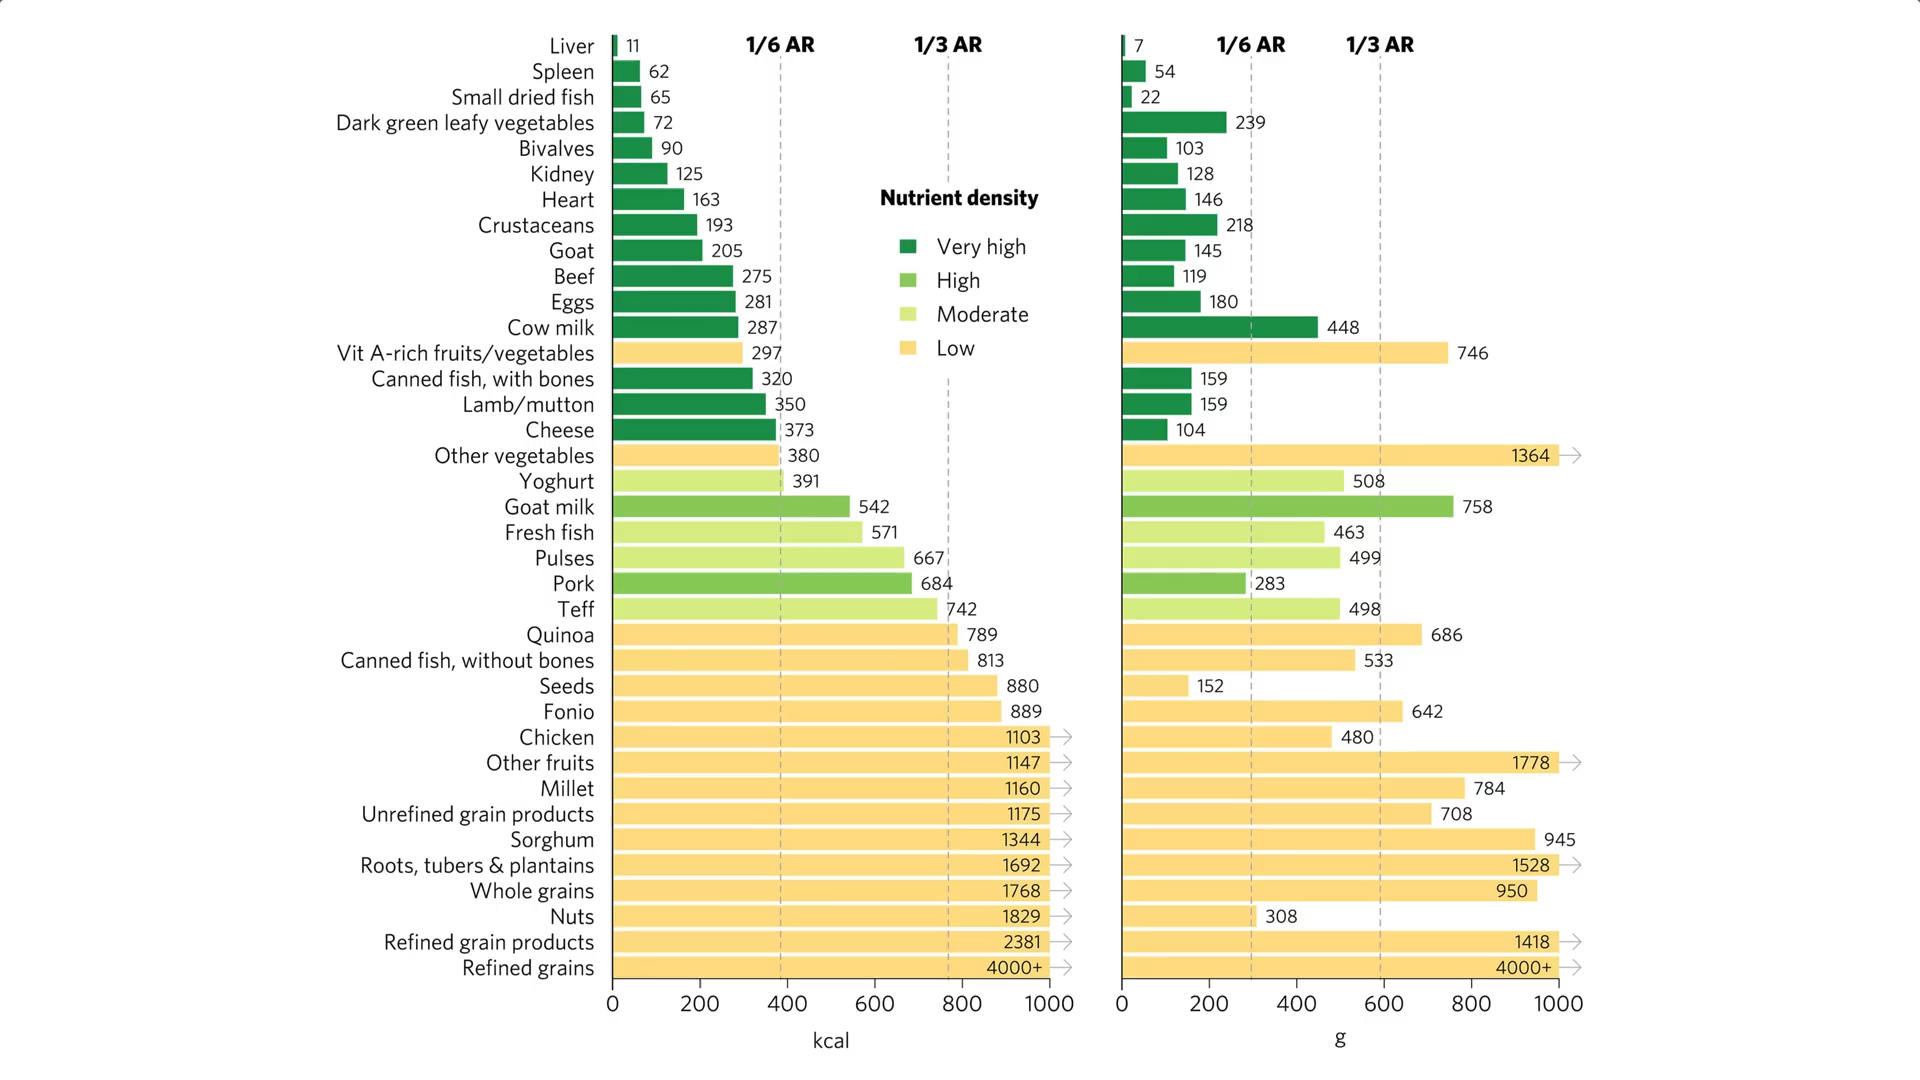 1/6 AR 1/3 AR 1/6 AR 1/3 AR
Liver 11 7
Spleen 62 54
Small dried fish 65 22
Dark green leafy vegetables 72 239
Bivalves 90 103
Kidney 125 128
Heart 163 146
Crustaceans 193 218
Goat 205 145
Beef 275 119
Eggs 281 180
Cow milk 287 448
Vit A-rich fruits/vegetables 297 746
Canned fish, with bones 320 159
Lamb/mutton 350 159
Cheese 373 104
Other vegetables 380 1364
Yoghurt 391 508
Goat milk 542 758
Fresh fish 571 463
Pulses 667 499
Pork 684 283
Teff 742 498
Quinoa 789 686
Canned fish, without bones 813 533
Seeds 880 152
Fonio 889 642
Chicken 1103 480
Other fruits 1147 1778
Millet 1160 784
Unrefined grain products 1175 708
Sorghum 1344 945
Roots, tubers & plantains 1692 1528
Whole grains 1768 950
Nuts 1829 308
Refined grain products 2381 1418
Refined grains 4000+ 4000+
Nutrient density
Very high
High
Moderate
Low
0 200 400 600 800 1000 0 200 400 600 800 1000
kcal g